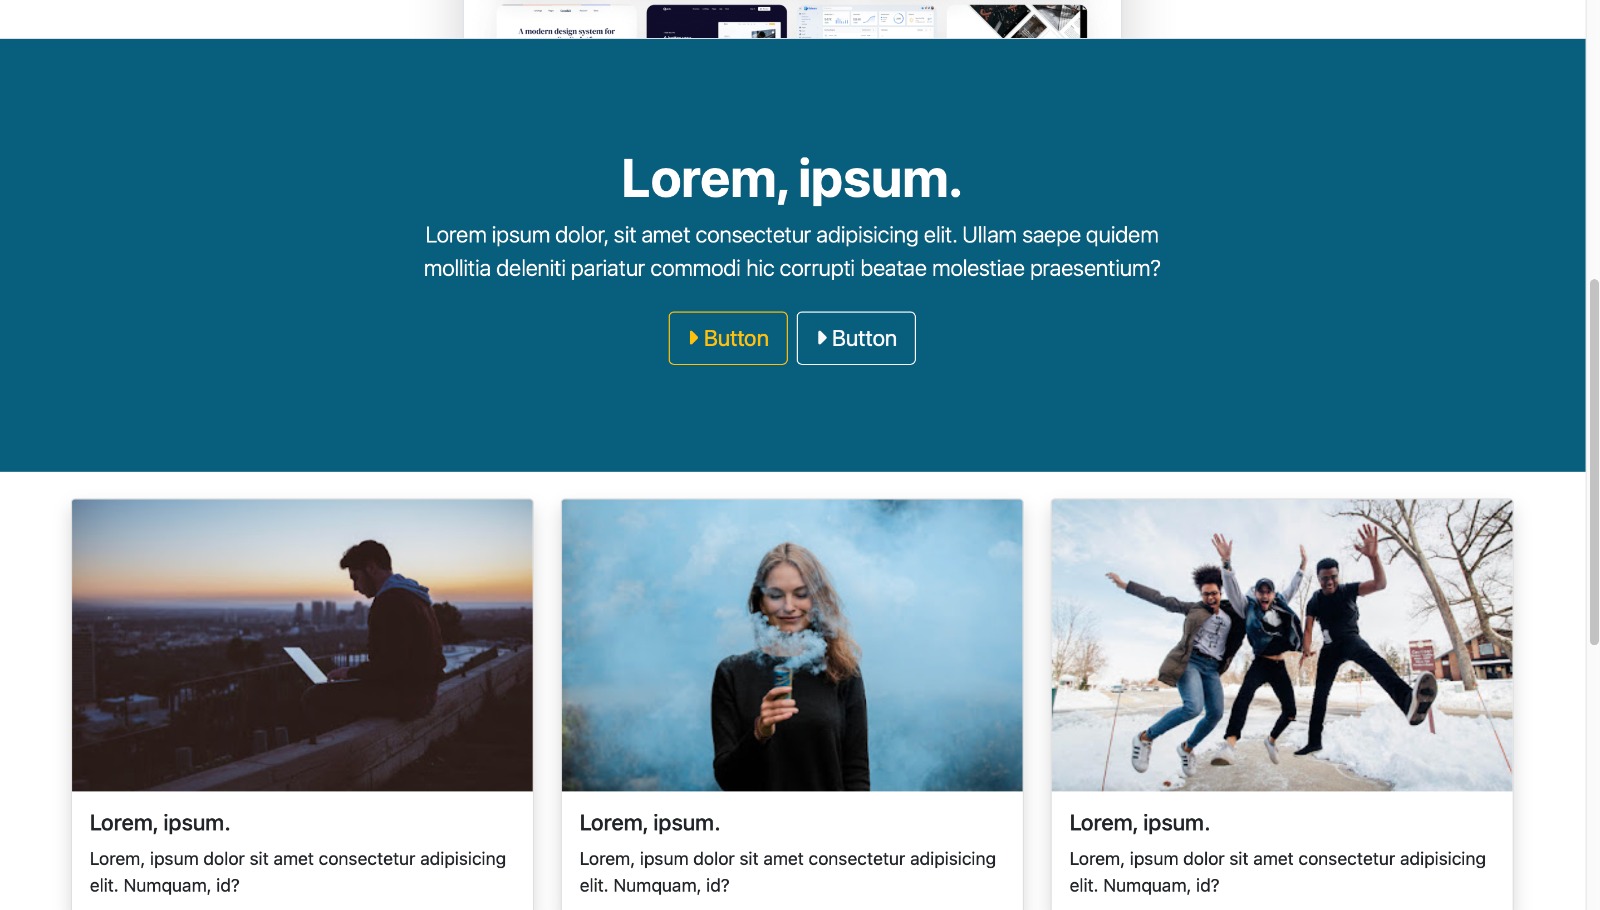 A modern design system for
Lorem, ipsum.
Lorem ipsum dolor, sit amet consectetur adipisicing elit. Ullam saepe quidem
mollitia deleniti pariatur commodi hic corrupti beatae molestiae praesentium?
Button Button
Lorem, ipsum.
Lorem, ipsum dolor sit amet consectetur adipisicing
elit. Numquam, id?
Lorem, ipsum.
Lorem, ipsum dolor sit amet consectetur adipisicing
elit. Numquam, id?
Lorem, ipsum.
Lorem, ipsum dolor sit amet consectetur adipisicing
elit. Numquam, id?